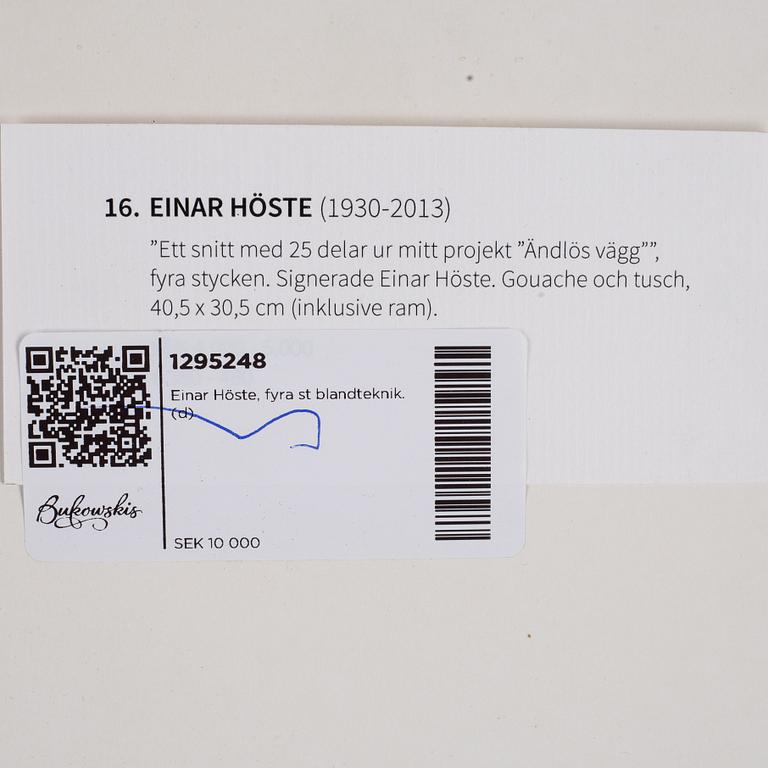 16. EINAR HÖSTE (1930-2013)
”Ett snitt med 25 delar ur mitt projekt ”Ändlös vägg””,
fyra stycken. Signerade Einar Höste. Gouache och tusch,
40,5 x 30,5 cm (inklusive ram).
1295248
Einar Höste, fyra st blandteknik.
(d)
Bukowskis
SEK 10 000